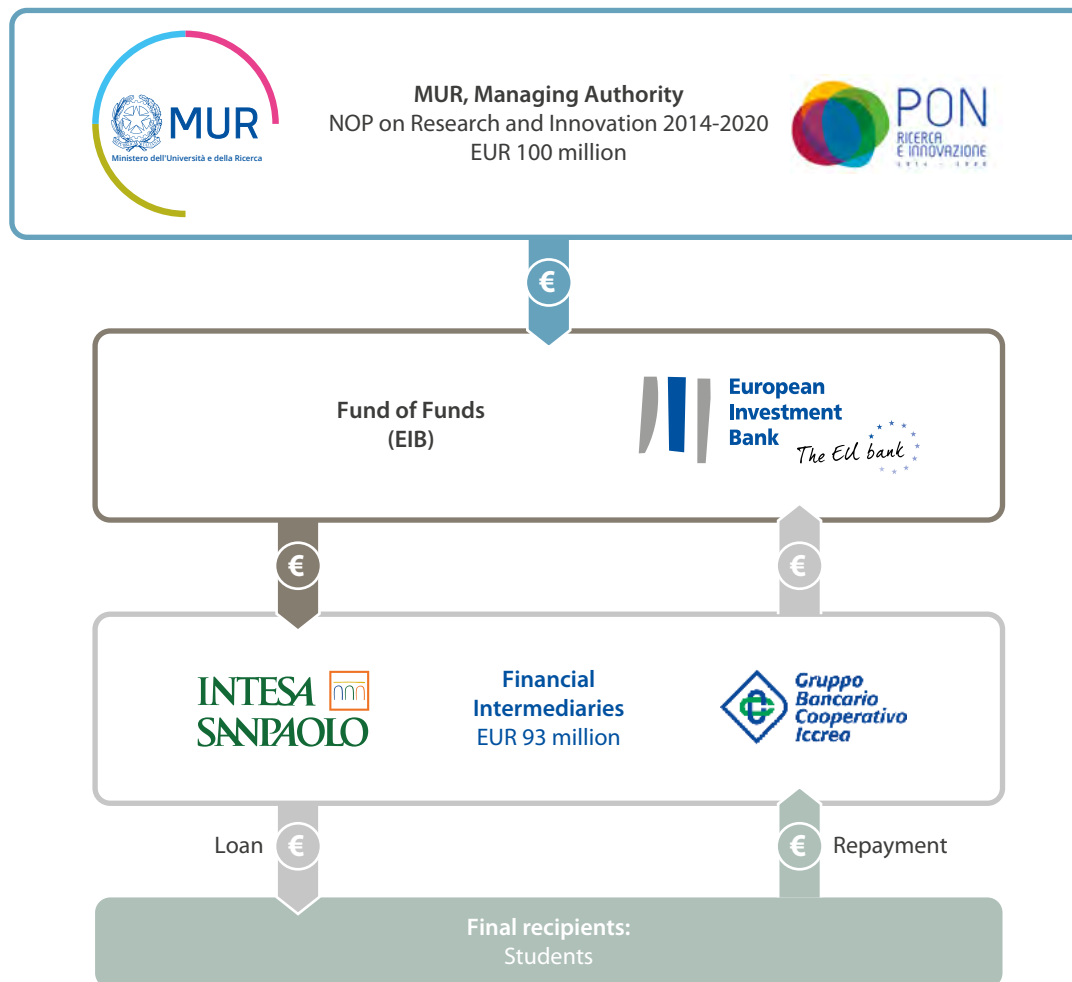 MUR
Ministero dell'Università e della Ricerca
MUR, Managing Authority
NOP on Research and Innovation 2014-2020
EUR 100 million
PON
RICERCA
E INNOVAZIONE
2014 - 2020
€
Fund of Funds
(EIB)
European
Investment
Bank
The EU bank
€
€
INTESA
SANPAOLO
Financial
Intermediaries
EUR 93 million
Gruppo
Bancario
Cooperativo
Iccrea
Loan
€
€
Repayment
Final recipients:
Students